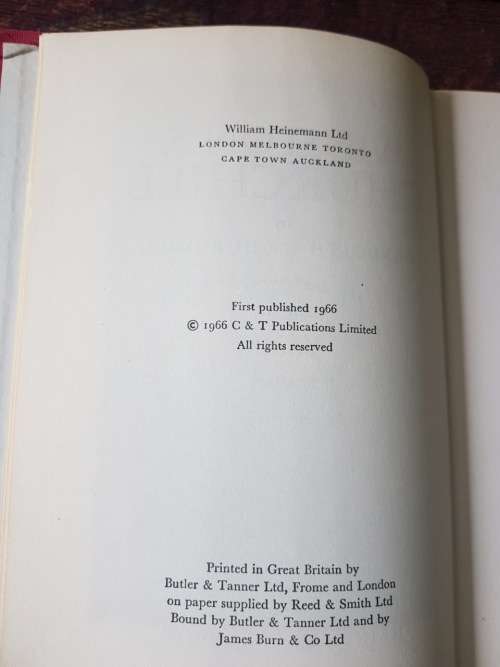 William Heinemann Ltd
LONDON MELBOURNE TORONTO
CAPE TOWN AUCKLAND
First published 1966
© 1966 C & T Publications Limited
All rights reserved
Printed in Great Britain by
Butler & Tanner Ltd, Frome and London
on paper supplied by Reed & Smith Ltd
Bound by Butler & Tanner Ltd and by
James Burn & Co Ltd